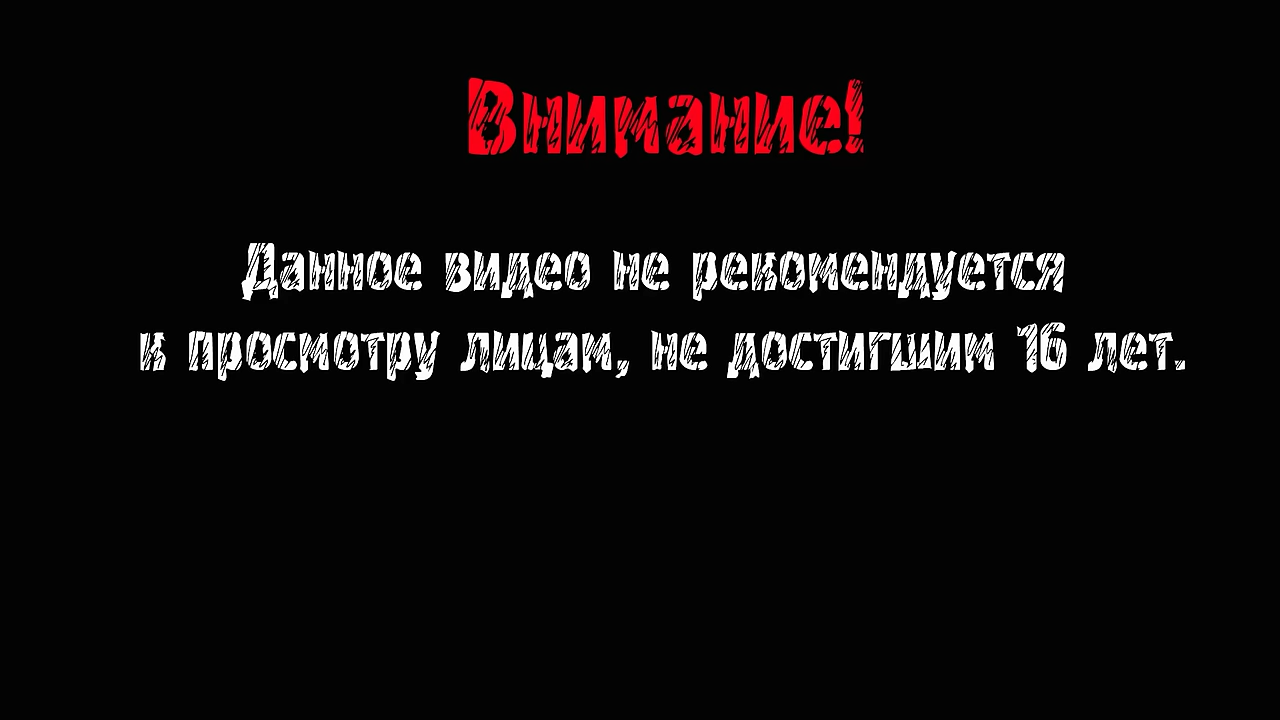 Внимание!
Данное видео не рекомендуется
к просмотру лицам, не достигшим 16 лет.